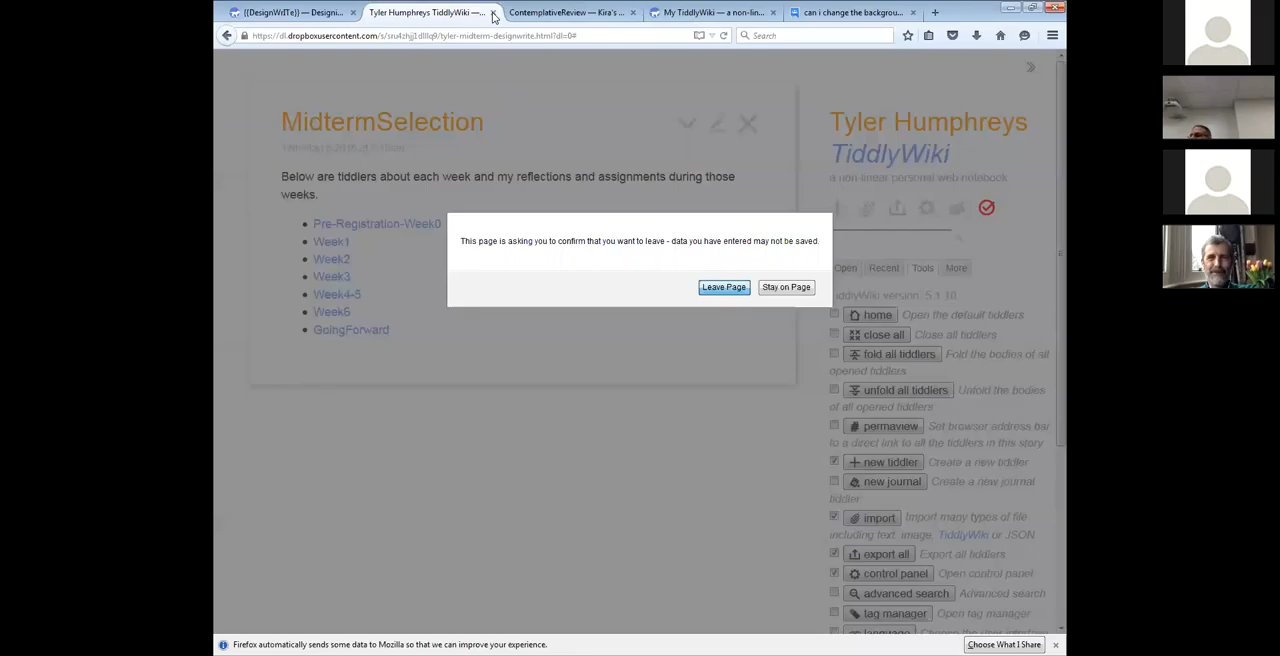 {{DesignWriTe}} — Designi...
Tyler Humphreys TiddlyWiki —...
ContemplativeReview — Kira's ...
My TiddlyWiki — a non-lin...
can i change the backgrou...
https://dl.dropboxusercontent.com/s/sru4zhjj1dlllq9/tyler-midterm-designwrite.html?dl=0#
Search
MidtermSelection
Below are tiddlers about each week and my reflections and assignments during those
weeks.
Pre-Registration-Week0
Week1
Week2
Week3
Week4-5
Week6
GoingForward
This page is asking you to confirm that you want to leave - data you have entered may not be saved.
Leave Page
Stay on Page
Tyler Humphreys
TiddlyWiki
a non-linear personal web notebook
Open Recent Tools More
TiddlyWiki version: 5.1.10
home Open the default tiddlers
close all Close all tiddlers
fold all tiddlers Fold the bodies of all
opened tiddlers
unfold all tiddlers Unfold the bodies
of all opened tiddlers
permaview Set browser address bar
to a direct link to all the tiddlers in this story
new tiddler Create a new tiddler
new journal Create a new journal
tiddler
import Import many types of file
including text, image, TiddlyWiki or JSON
export all Export all tiddlers
control panel Open control panel
advanced search Advanced search
tag manager Open tag manager
language Choose the user interface
Firefox automatically sends some data to Mozilla so that we can improve your experience.
Choose What I Share